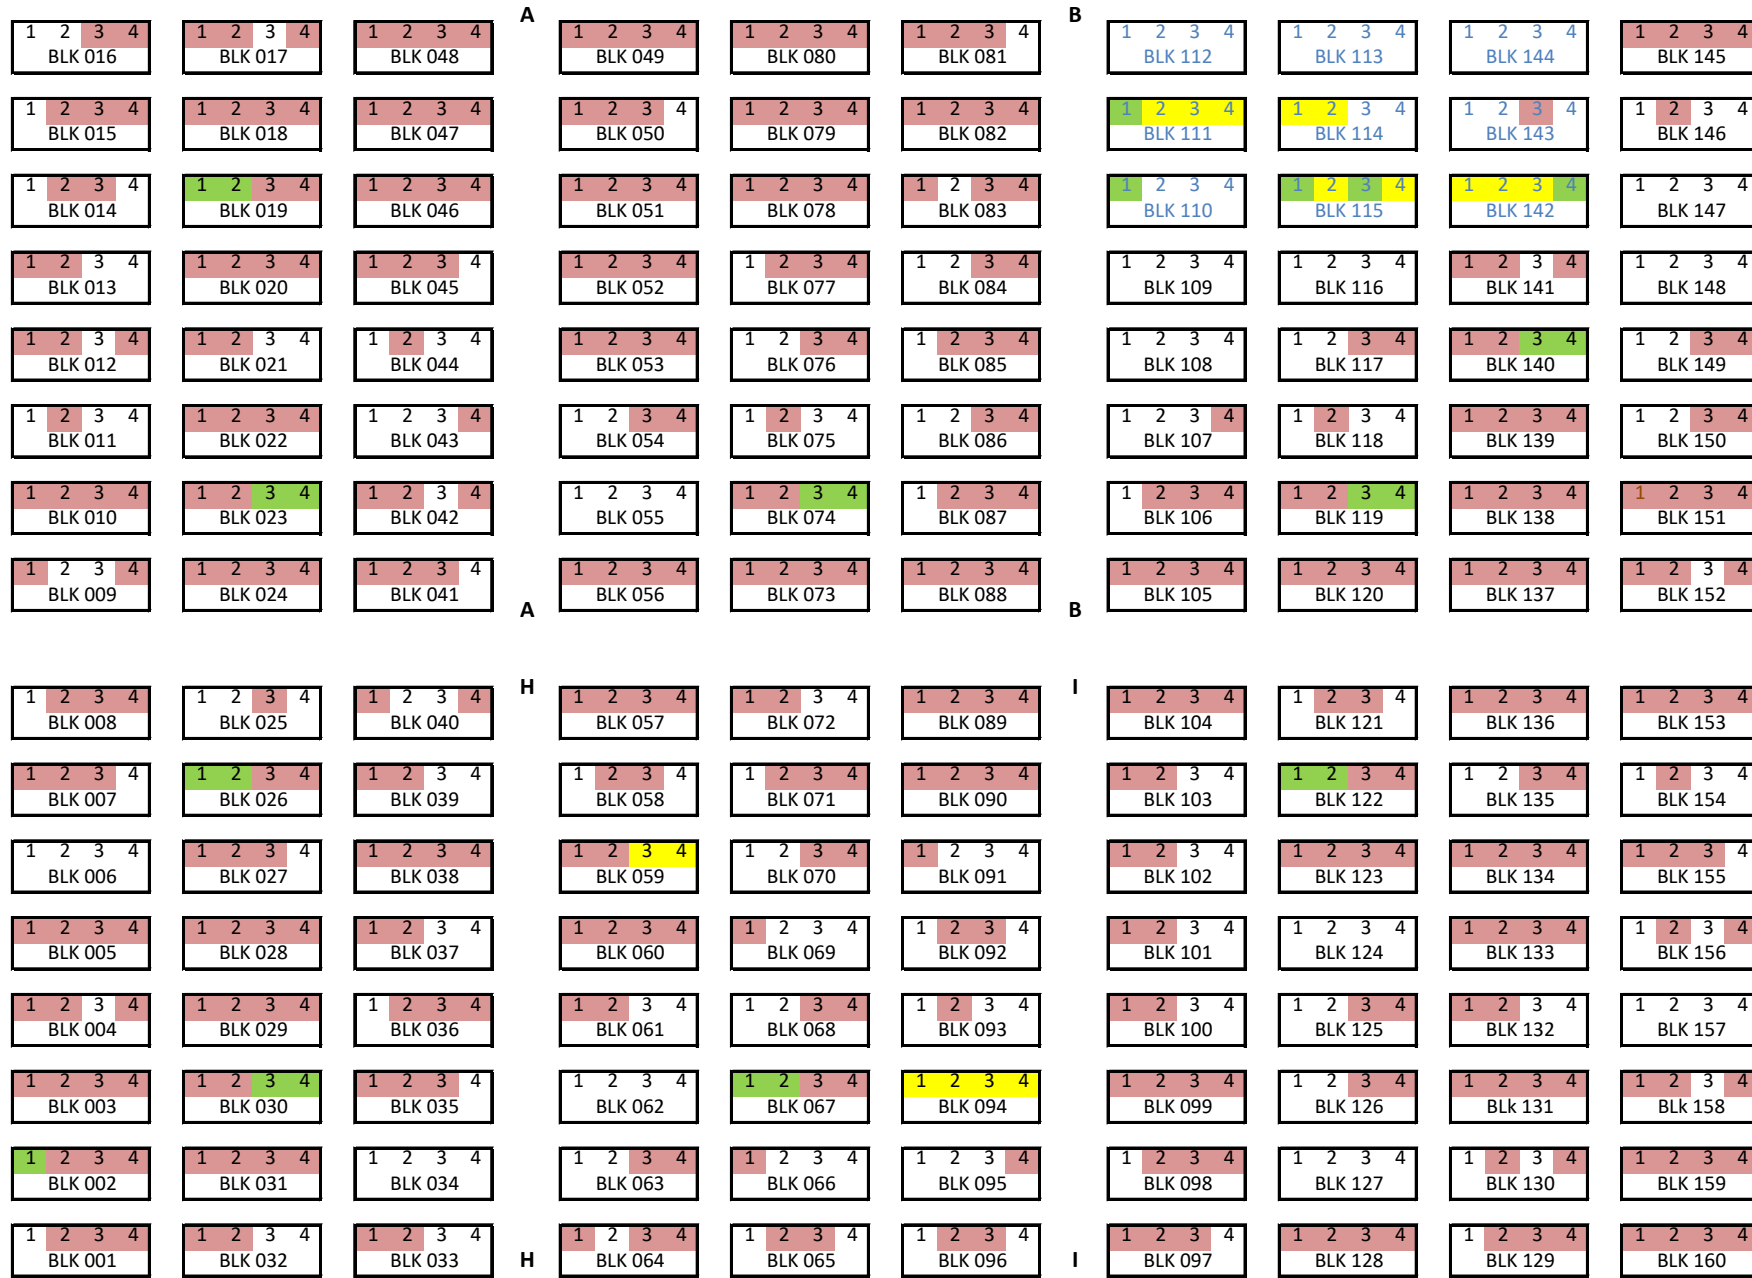 A B
1 2 3 4 1 2 3 4 1 2 3 4 1 2 3 4 1 2 3 4 1 2 3 4 1 2 3 4 1 2 3 4 1 2 3 4 1 2 3 4
BLK 016 BLK 017 BLK 048 BLK 049 BLK 080 BLK 081 BLK 112 BLK 113 BLK 144 BLK 145
1 2 3 4 1 2 3 4 1 2 3 4 1 2 3 4 1 2 3 4 1 2 3 4 1 2 3 4 1 2 3 4 1 2 3 4 1 2 3 4
BLK 015 BLK 018 BLK 047 BLK 050 BLK 079 BLK 082 BLK 111 BLK 114 BLK 143 BLK 146
1 2 3 4 1 2 3 4 1 2 3 4 1 2 3 4 1 2 3 4 1 2 3 4 1 2 3 4 1 2 3 4 1 2 3 4 1 2 3 4
BLK 014 BLK 019 BLK 046 BLK 051 BLK 078 BLK 083 BLK 110 BLK 115 BLK 142 BLK 147
1 2 3 4 1 2 3 4 1 2 3 4 1 2 3 4 1 2 3 4 1 2 3 4 1 2 3 4 1 2 3 4 1 2 3 4 1 2 3 4
BLK 013 BLK 020 BLK 045 BLK 052 BLK 077 BLK 084 BLK 109 BLK 116 BLK 141 BLK 148
1 2 3 4 1 2 3 4 1 2 3 4 1 2 3 4 1 2 3 4 1 2 3 4 1 2 3 4 1 2 3 4 1 2 3 4 1 2 3 4
BLK 012 BLK 021 BLK 044 BLK 053 BLK 076 BLK 085 BLK 108 BLK 117 BLK 140 BLK 149
1 2 3 4 1 2 3 4 1 2 3 4 1 2 3 4 1 2 3 4 1 2 3 4 1 2 3 4 1 2 3 4 1 2 3 4 1 2 3 4
BLK 011 BLK 022 BLK 043 BLK 054 BLK 075 BLK 086 BLK 107 BLK 118 BLK 139 BLK 150
1 2 3 4 1 2 3 4 1 2 3 4 1 2 3 4 1 2 3 4 1 2 3 4 1 2 3 4 1 2 3 4 1 2 3 4 1 2 3 4
BLK 010 BLK 023 BLK 042 BLK 055 BLK 074 BLK 087 BLK 106 BLK 119 BLK 138 BLK 151
1 2 3 4 1 2 3 4 1 2 3 4 1 2 3 4 1 2 3 4 1 2 3 4 1 2 3 4 1 2 3 4 1 2 3 4 1 2 3 4
BLK 009 BLK 024 BLK 041 BLK 056 BLK 073 BLK 088 BLK 105 BLK 120 BLK 137 BLK 152
A B
H I
1 2 3 4 1 2 3 4 1 2 3 4 1 2 3 4 1 2 3 4 1 2 3 4 1 2 3 4 1 2 3 4 1 2 3 4 1 2 3 4
BLK 008 BLK 025 BLK 040 BLK 057 BLK 072 BLK 089 BLK 104 BLK 121 BLK 136 BLK 153
1 2 3 4 1 2 3 4 1 2 3 4 1 2 3 4 1 2 3 4 1 2 3 4 1 2 3 4 1 2 3 4 1 2 3 4 1 2 3 4
BLK 007 BLK 026 BLK 039 BLK 058 BLK 071 BLK 090 BLK 103 BLK 122 BLK 135 BLK 154
1 2 3 4 1 2 3 4 1 2 3 4 1 2 3 4 1 2 3 4 1 2 3 4 1 2 3 4 1 2 3 4 1 2 3 4 1 2 3 4
BLK 006 BLK 027 BLK 038 BLK 059 BLK 070 BLK 091 BLK 102 BLK 123 BLK 134 BLK 155
1 2 3 4 1 2 3 4 1 2 3 4 1 2 3 4 1 2 3 4 1 2 3 4 1 2 3 4 1 2 3 4 1 2 3 4 1 2 3 4
BLK 005 BLK 028 BLK 037 BLK 060 BLK 069 BLK 092 BLK 101 BLK 124 BLK 133 BLK 156
1 2 3 4 1 2 3 4 1 2 3 4 1 2 3 4 1 2 3 4 1 2 3 4 1 2 3 4 1 2 3 4 1 2 3 4 1 2 3 4
BLK 004 BLK 029 BLK 036 BLK 061 BLK 068 BLK 093 BLK 100 BLK 125 BLK 132 BLK 157
1 2 3 4 1 2 3 4 1 2 3 4 1 2 3 4 1 2 3 4 1 2 3 4 1 2 3 4 1 2 3 4 1 2 3 4 1 2 3 4
BLK 003 BLK 030 BLK 035 BLK 062 BLK 067 BLK 094 BLK 099 BLK 126 BLk 131 BLk 158
1 2 3 4 1 2 3 4 1 2 3 4 1 2 3 4 1 2 3 4 1 2 3 4 1 2 3 4 1 2 3 4 1 2 3 4 1 2 3 4
BLK 002 BLK 031 BLK 034 BLK 063 BLK 066 BLK 095 BLK 098 BLK 127 BLK 130 BLK 159
1 2 3 4 1 2 3 4 1 2 3 4 1 2 3 4 1 2 3 4 1 2 3 4 1 2 3 4 1 2 3 4 1 2 3 4 1 2 3 4
BLK 001 BLK 032 BLK 033 H BLK 064 BLK 065 BLK 096 I BLK 097 BLK 128 BLK 129 BLK 160